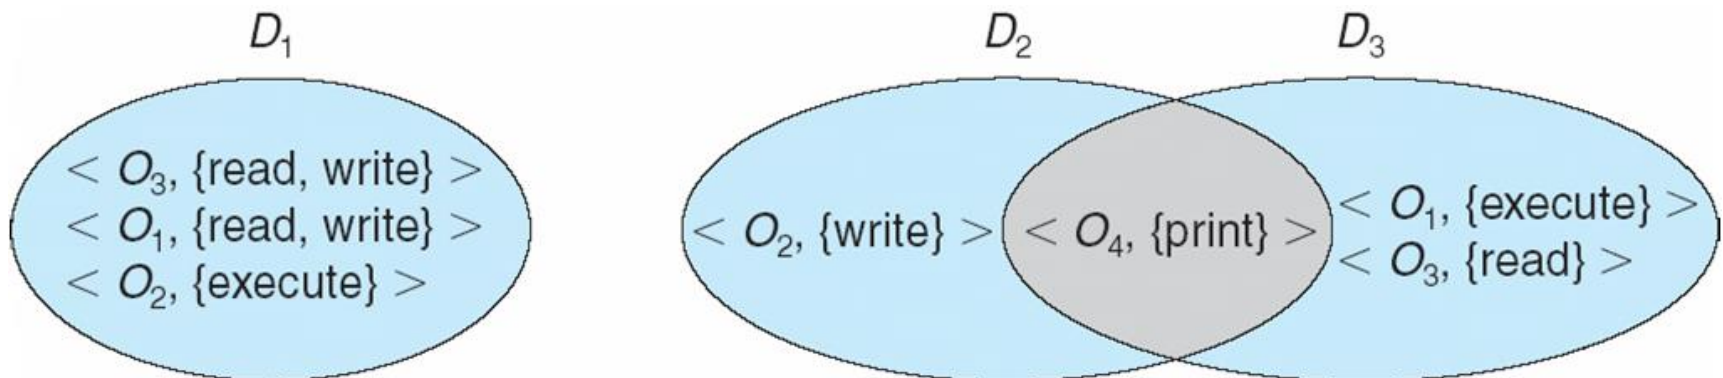 D₁
D₂
D₃
< O₃, {read, write} >
< O₁, {read, write} >
< O₂, {execute} >
< O₂, {write} >
< O₄, {print} >
< O₁, {execute} >
< O₃, {read} >